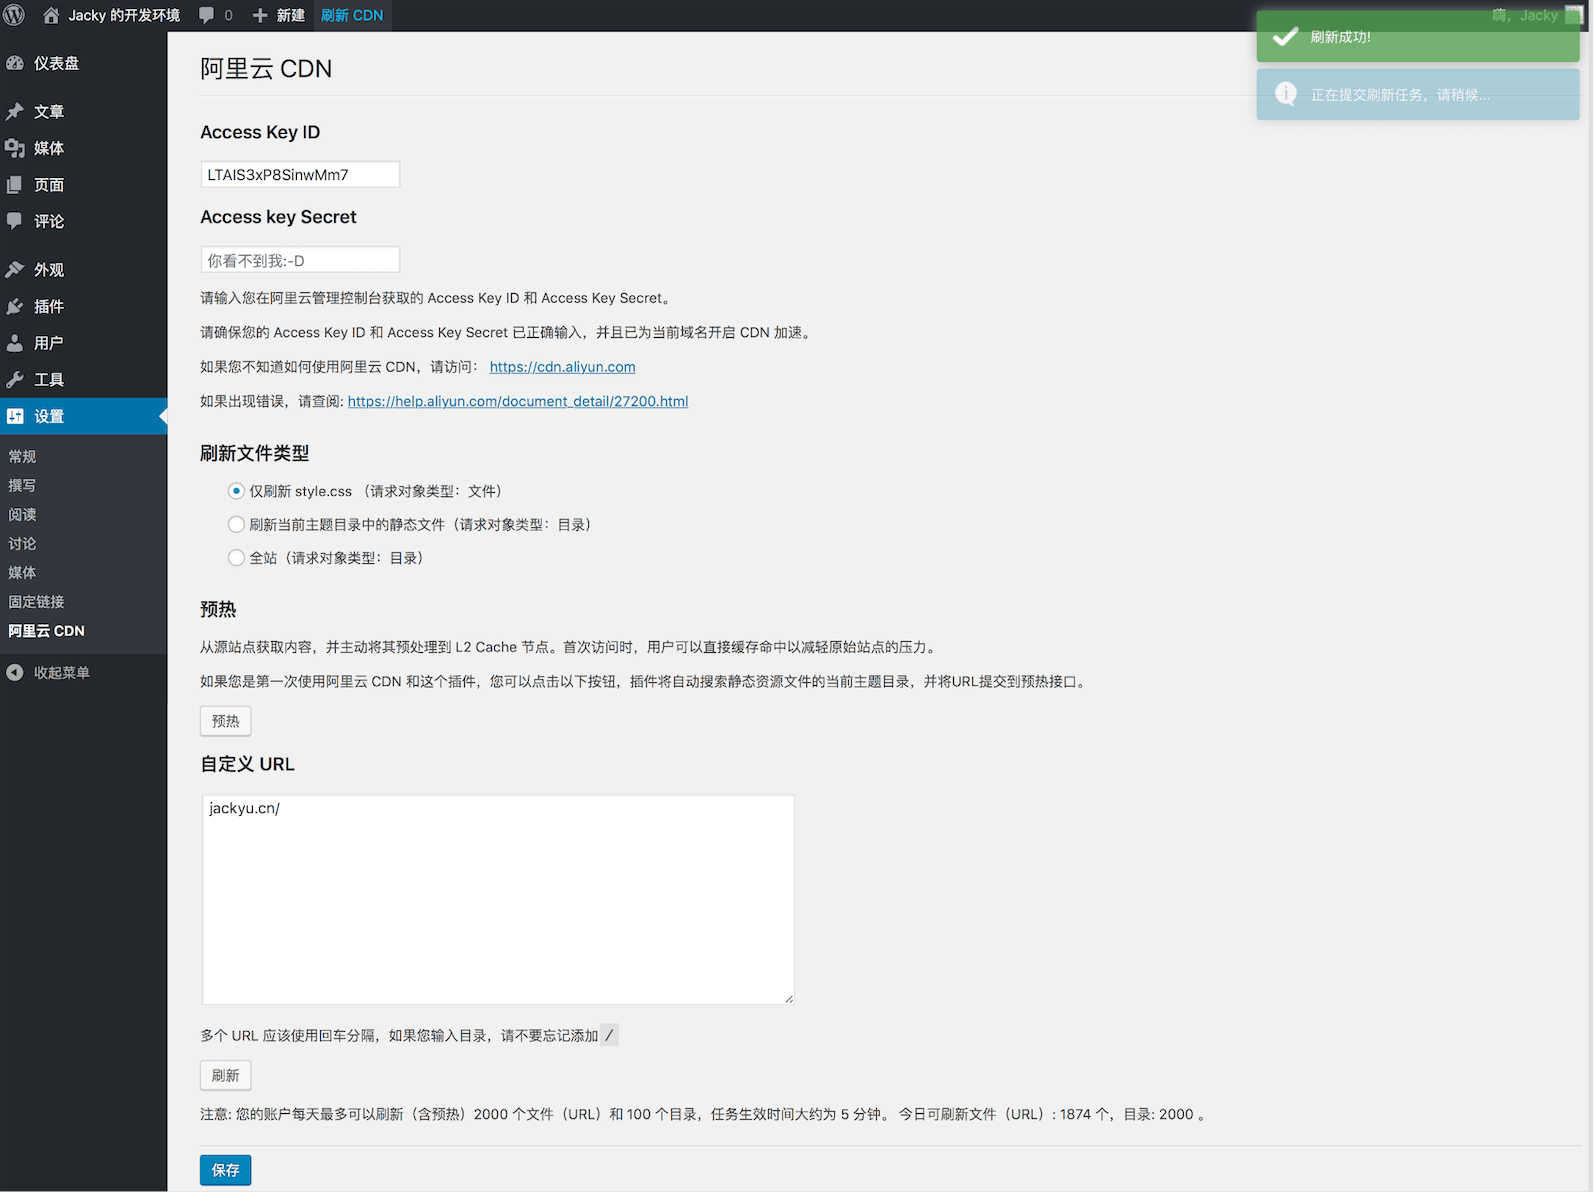 Jacky 的开发环境
0
新建
刷新 CDN
嗨，Jacky
刷新成功!
正在提交刷新任务，请稍候...
仪表盘
文章
媒体
页面
评论
外观
插件
用户
工具
设置
常规
撰写
阅读
讨论
媒体
固定链接
阿里云 CDN
收起菜单
阿里云 CDN
Access Key ID
LTAIS3xP8SinwMm7
Access key Secret
你看不到我:-D
请输入您在阿里云管理控制台获取的 Access Key ID 和 Access Key Secret。
请确保您的 Access Key ID 和 Access Key Secret 已正确输入，并且已为当前域名开启 CDN 加速。
如果您不知道如何使用阿里云 CDN，请访问： https://cdn.aliyun.com
如果出现错误，请查阅: https://help.aliyun.com/document_detail/27200.html
刷新文件类型
仅刷新 style.css （请求对象类型：文件）
刷新当前主题目录中的静态文件（请求对象类型：目录）
全站（请求对象类型：目录）
预热
从源站点获取内容，并主动将其预处理到 L2 Cache 节点。首次访问时，用户可以直接缓存命中以减轻原始站点的压力。
如果您是第一次使用阿里云 CDN 和这个插件，您可以点击以下按钮，插件将自动搜索静态资源文件的当前主题目录，并将URL提交到预热接口。
预热
自定义 URL
jackyu.cn/
多个 URL 应该使用回车分隔，如果您输入目录，请不要忘记添加 /
刷新
注意: 您的账户每天最多可以刷新（含预热）2000 个文件（URL）和 100 个目录，任务生效时间大约为 5 分钟。 今日可刷新文件（URL）: 1874 个，目录: 2000 。
保存